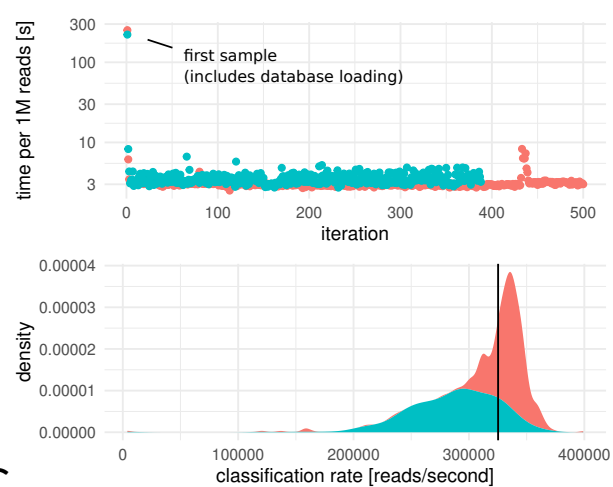 time per 1M reads [s]
300
100
30
10
3
first sample
(includes database loading)
0 100 200 300 400 500
iteration
density
0.00004
0.00003
0.00002
0.00001
0.00000
0 100000 200000 300000 400000
classification rate [reads/second]